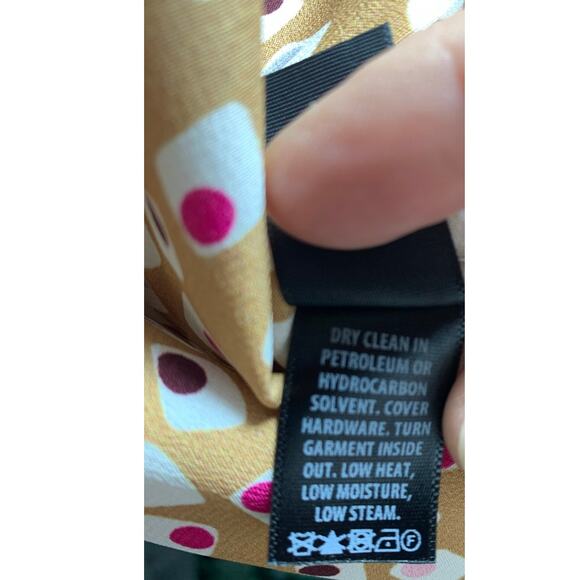 DRY CLEAN IN
PETROLEUM OR
HYDROCARBON
SOLVENT. COVER
HARDWARE. TURN
GARMENT INSIDE
OUT. LOW HEAT,
LOW MOISTURE,
LOW STEAM.
F